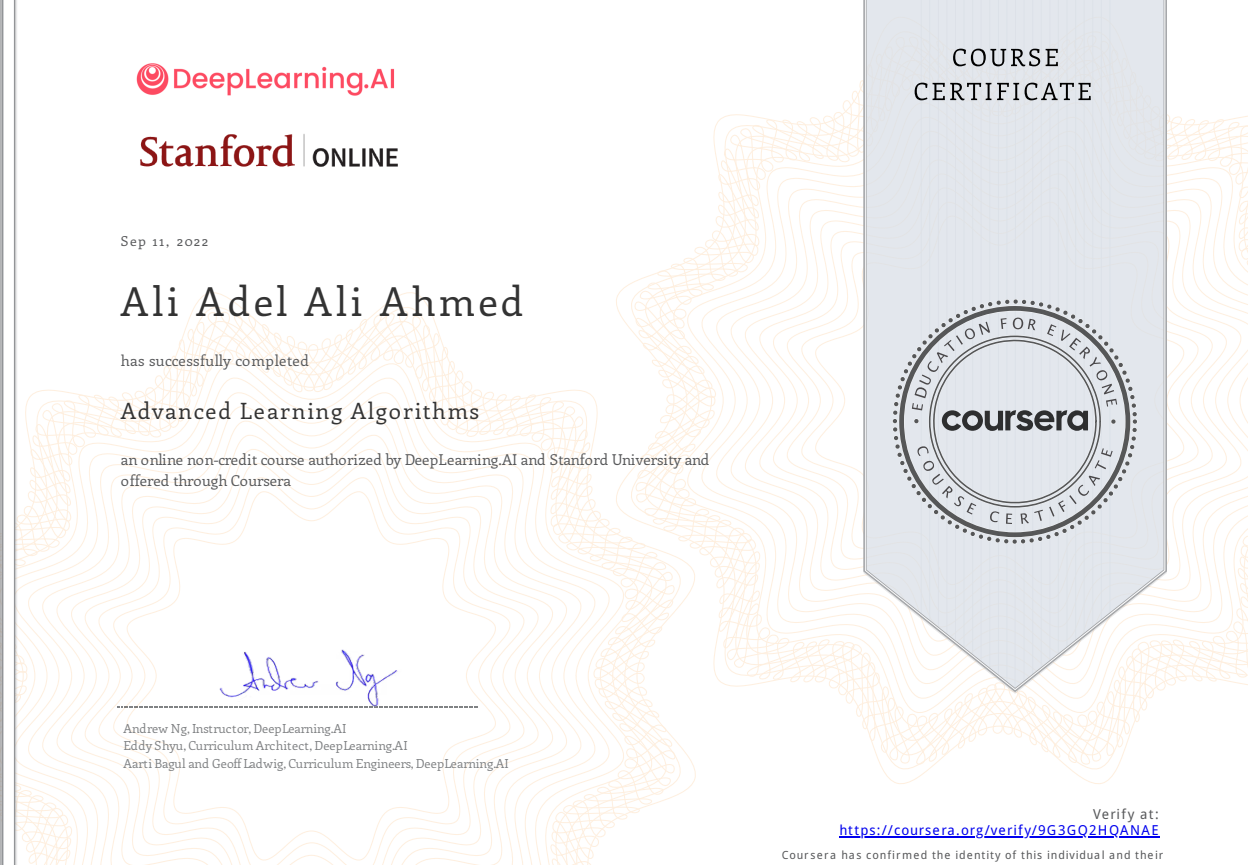 DeepLearning.AI
Stanford | ONLINE
COURSE
CERTIFICATE
Sep 11, 2022
Ali Adel Ali Ahmed
has successfully completed
Advanced Learning Algorithms
an online non-credit course authorized by DeepLearning.AI and Stanford University and
offered through Coursera
EDUCATION FOR EVERYONE
coursera
COURSE CERTIFICATE
Andrew Ng
Andrew Ng, Instructor, DeepLearning.AI
Eddy Shyu, Curriculum Architect, DeepLearning.AI
Aarti Bagul and Geoff Ladwig, Curriculum Engineers, DeepLearning.AI
Verify at:
https://coursera.org/verify/9G3GQ2HQANAE
Coursera has confirmed the identity of this individual and their